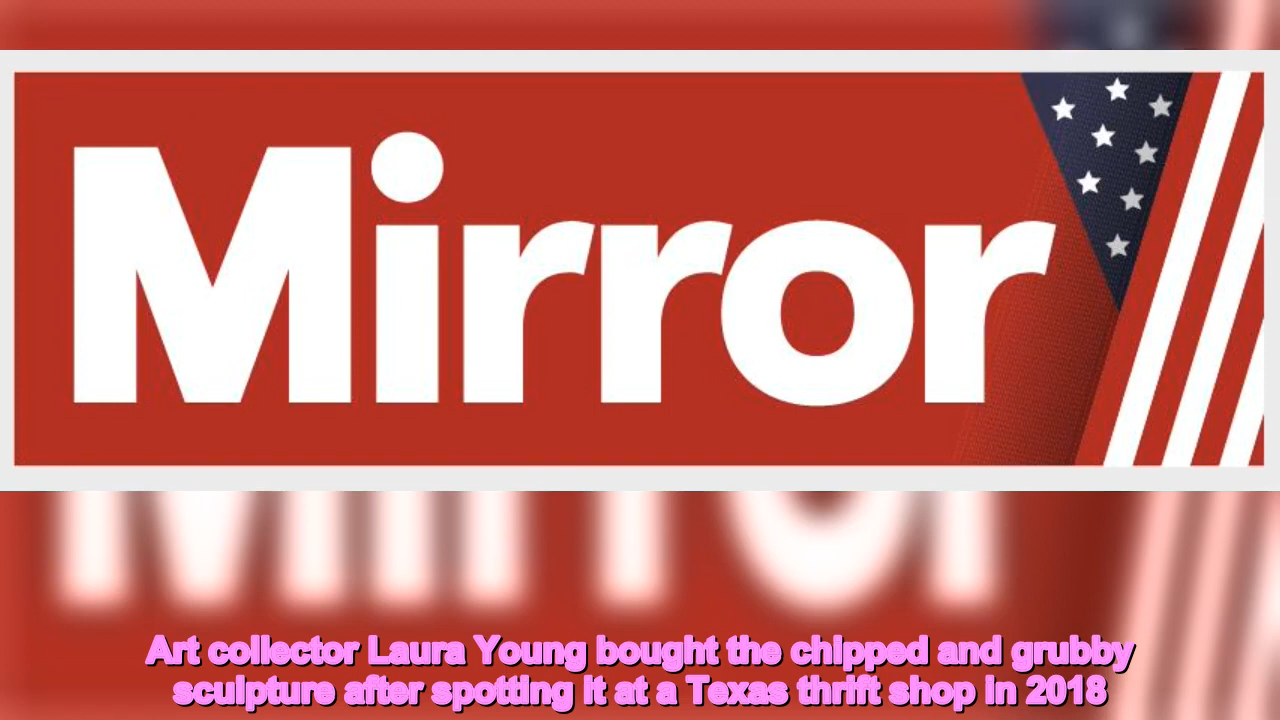 Mirror
Art collector Laura Young bought the chipped and grubby
sculpture after spotting it at a Texas thrift shop in 2018